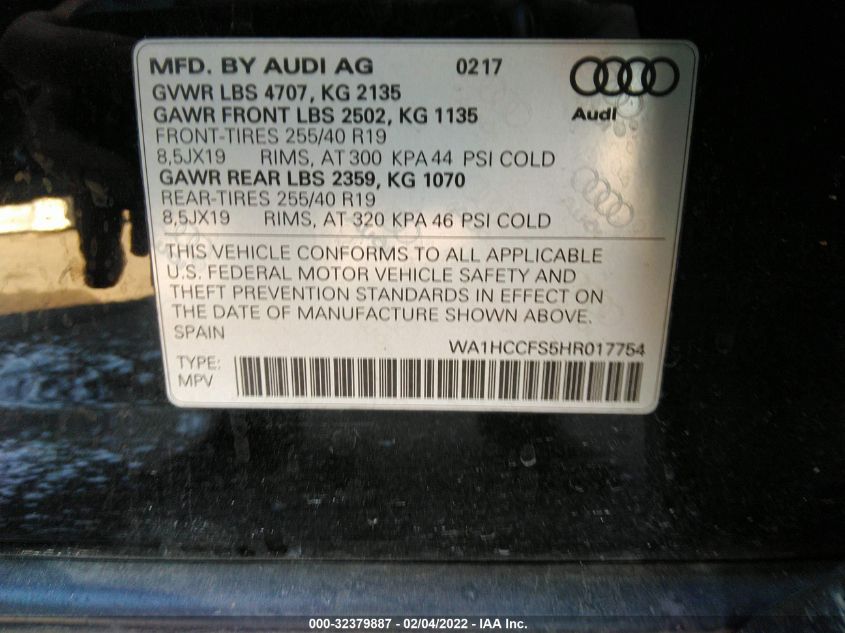 MFD. BY AUDI AG 0217
GVWR LBS 4707, KG 2135
GAWR FRONT LBS 2502, KG 1135
Audi
FRONT-TIRES 255/40 R19
8,5JX19 RIMS, AT 300 KPA 44 PSI COLD
GAWR REAR LBS 2359, KG 1070
REAR-TIRES 255/40 R19
8,5JX19 RIMS, AT 320 KPA 46 PSI COLD
THIS VEHICLE CONFORMS TO ALL APPLICABLE
U.S. FEDERAL MOTOR VEHICLE SAFETY AND
THEFT PREVENTION STANDARDS IN EFFECT ON
THE DATE OF MANUFACTURE SHOWN ABOVE.
SPAIN
WA1HCCFS5HR017754
TYPE:
MPV
000-32379887 - 02/04/2022 - IAA Inc.